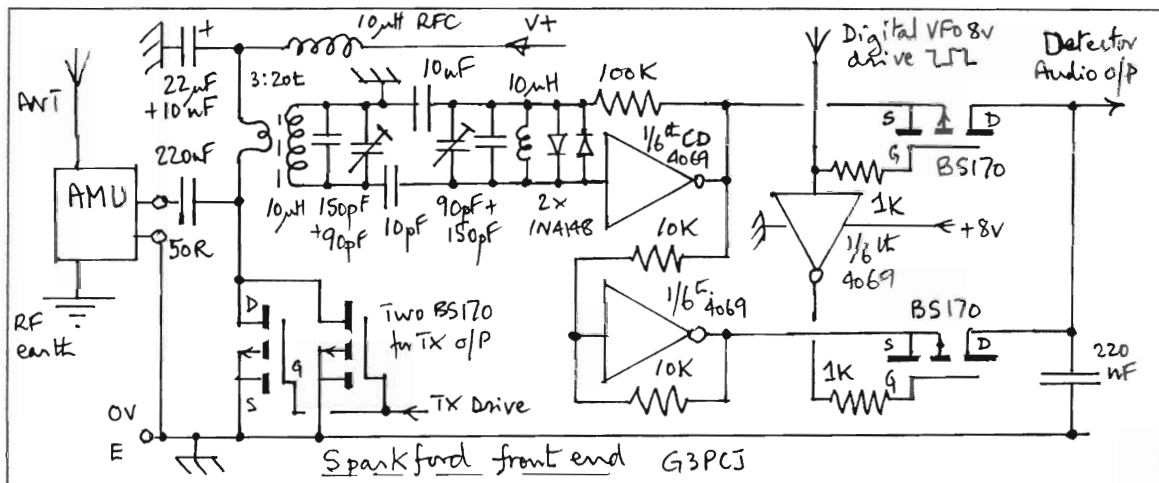 10µH RFC
V+
22µF
+10nF
3:20t
10nF
10µH
100K
Digital VFO 8v
drive
Detector
Audio o/P
ANT
AMU
220nF
50R
10µH
150pF
+90pF
10pF
90pF+
150pF
2x
1N4148
1/6th CD
4069
S
D
G
BS170
1K
+8v
1/6th
4069
10K
1/6th 4069
10K
BS170
S
D
G
1K
220
nF
RF
earth
D
G
S
Two BS170
for TX o/P
TX Drive
0V
E
Sparkford front end G3PCJ